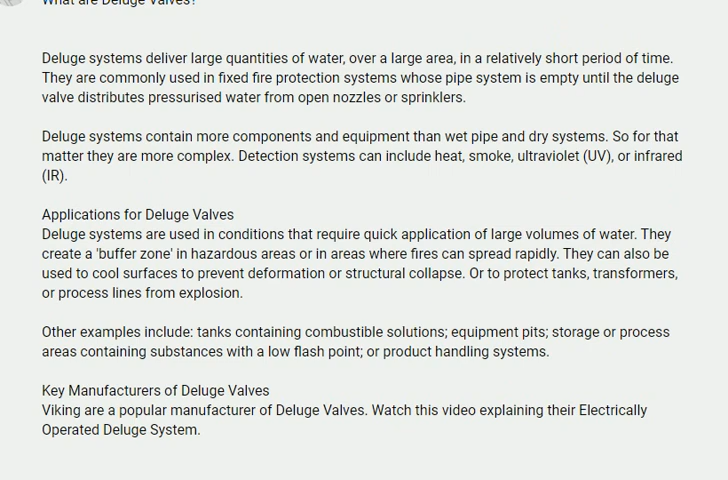 What are Deluge Valves?
Deluge systems deliver large quantities of water, over a large area, in a relatively short period of time.
They are commonly used in fixed fire protection systems whose pipe system is empty until the deluge
valve distributes pressurised water from open nozzles or sprinklers.
Deluge systems contain more components and equipment than wet pipe and dry systems. So for that
matter they are more complex. Detection systems can include heat, smoke, ultraviolet (UV), or infrared
(IR).
Applications for Deluge Valves
Deluge systems are used in conditions that require quick application of large volumes of water. They
create a 'buffer zone' in hazardous areas or in areas where fires can spread rapidly. They can also be
used to cool surfaces to prevent deformation or structural collapse. Or to protect tanks, transformers,
or process lines from explosion.
Other examples include: tanks containing combustible solutions; equipment pits; storage or process
areas containing substances with a low flash point; or product handling systems.
Key Manufacturers of Deluge Valves
Viking are a popular manufacturer of Deluge Valves. Watch this video explaining their Electrically
Operated Deluge System.